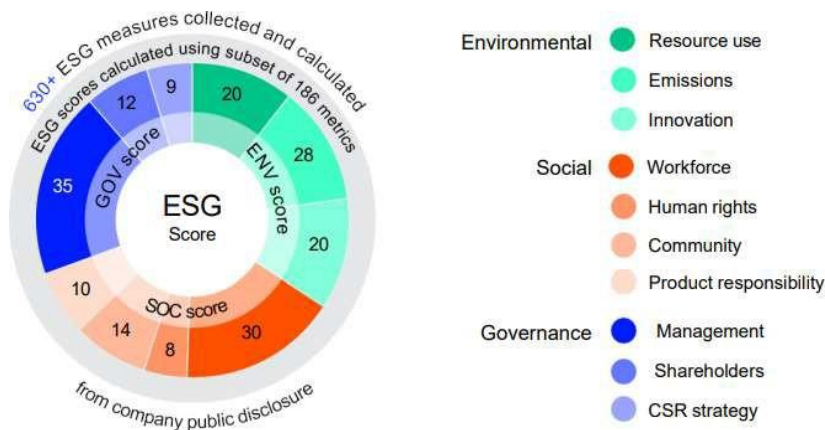 630+ ESG measures collected and calculated
ESG scores calculated using subset of 186 metrics
9
12
20
28
20
35
10
14
8
30
GOV score
ENV score
SOC score
ESG
Score
from company public disclosure
Environmental
Resource use
Emissions
Innovation
Social
Workforce
Human rights
Community
Product responsibility
Governance
Management
Shareholders
CSR strategy